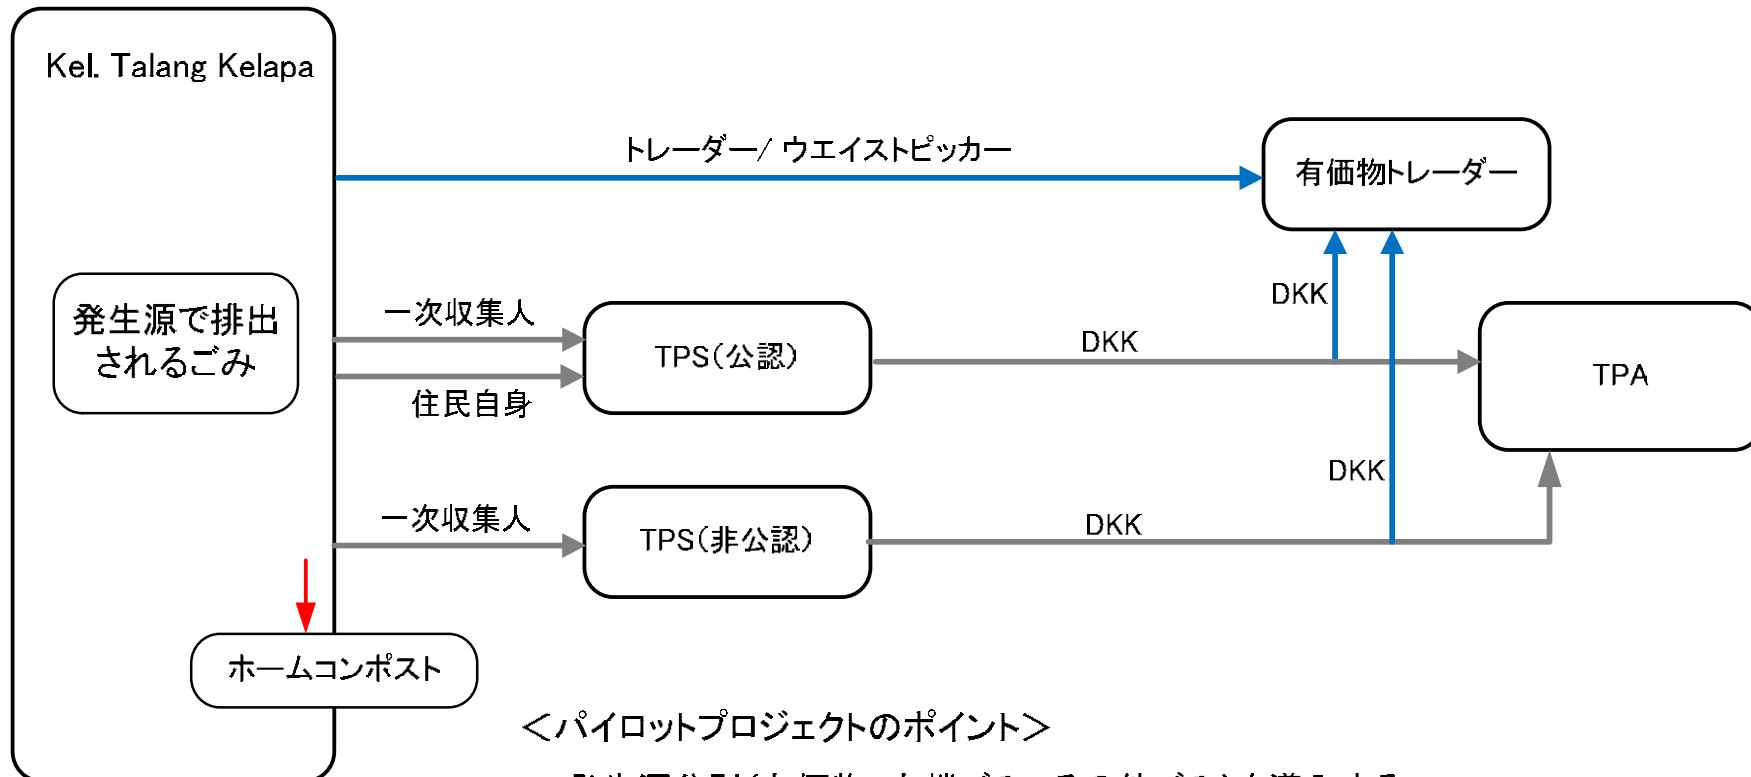 Kel. Talang Kelapa
トレーダー/ ウエイストピッカー
有価物トレーダー
発生源で排出
されるごみ
一次収集人
住民自身
TPS(公認)
DKK
DKK
TPA
DKK
一次収集人
TPS(非公認)
DKK
ホームコンポスト
<パイロットプロジェクトのポイント>